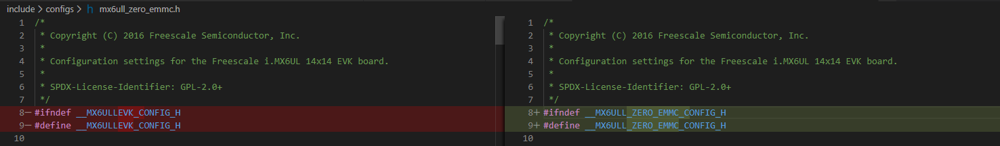 include > configs > h mx6ull_zero_emmc.h
1 /*
2 * Copyright (C) 2016 Freescale Semiconductor, Inc.
3 *
4 * Configuration settings for the Freescale i.MX6UL 14x14 EVK board.
5 *
6 * SPDX-License-Identifier: GPL-2.0+
7 */
8− #ifndef __MX6ULLEVK_CONFIG_H
9− #define __MX6ULLEVK_CONFIG_H
10
1 /*
2 * Copyright (C) 2016 Freescale Semiconductor, Inc.
3 *
4 * Configuration settings for the Freescale i.MX6UL 14x14 EVK board.
5 *
6 * SPDX-License-Identifier: GPL-2.0+
7 */
8+ #ifndef __MX6ULL_ZERO_EMMC_CONFIG_H
9+ #define __MX6ULL_ZERO_EMMC_CONFIG_H
10